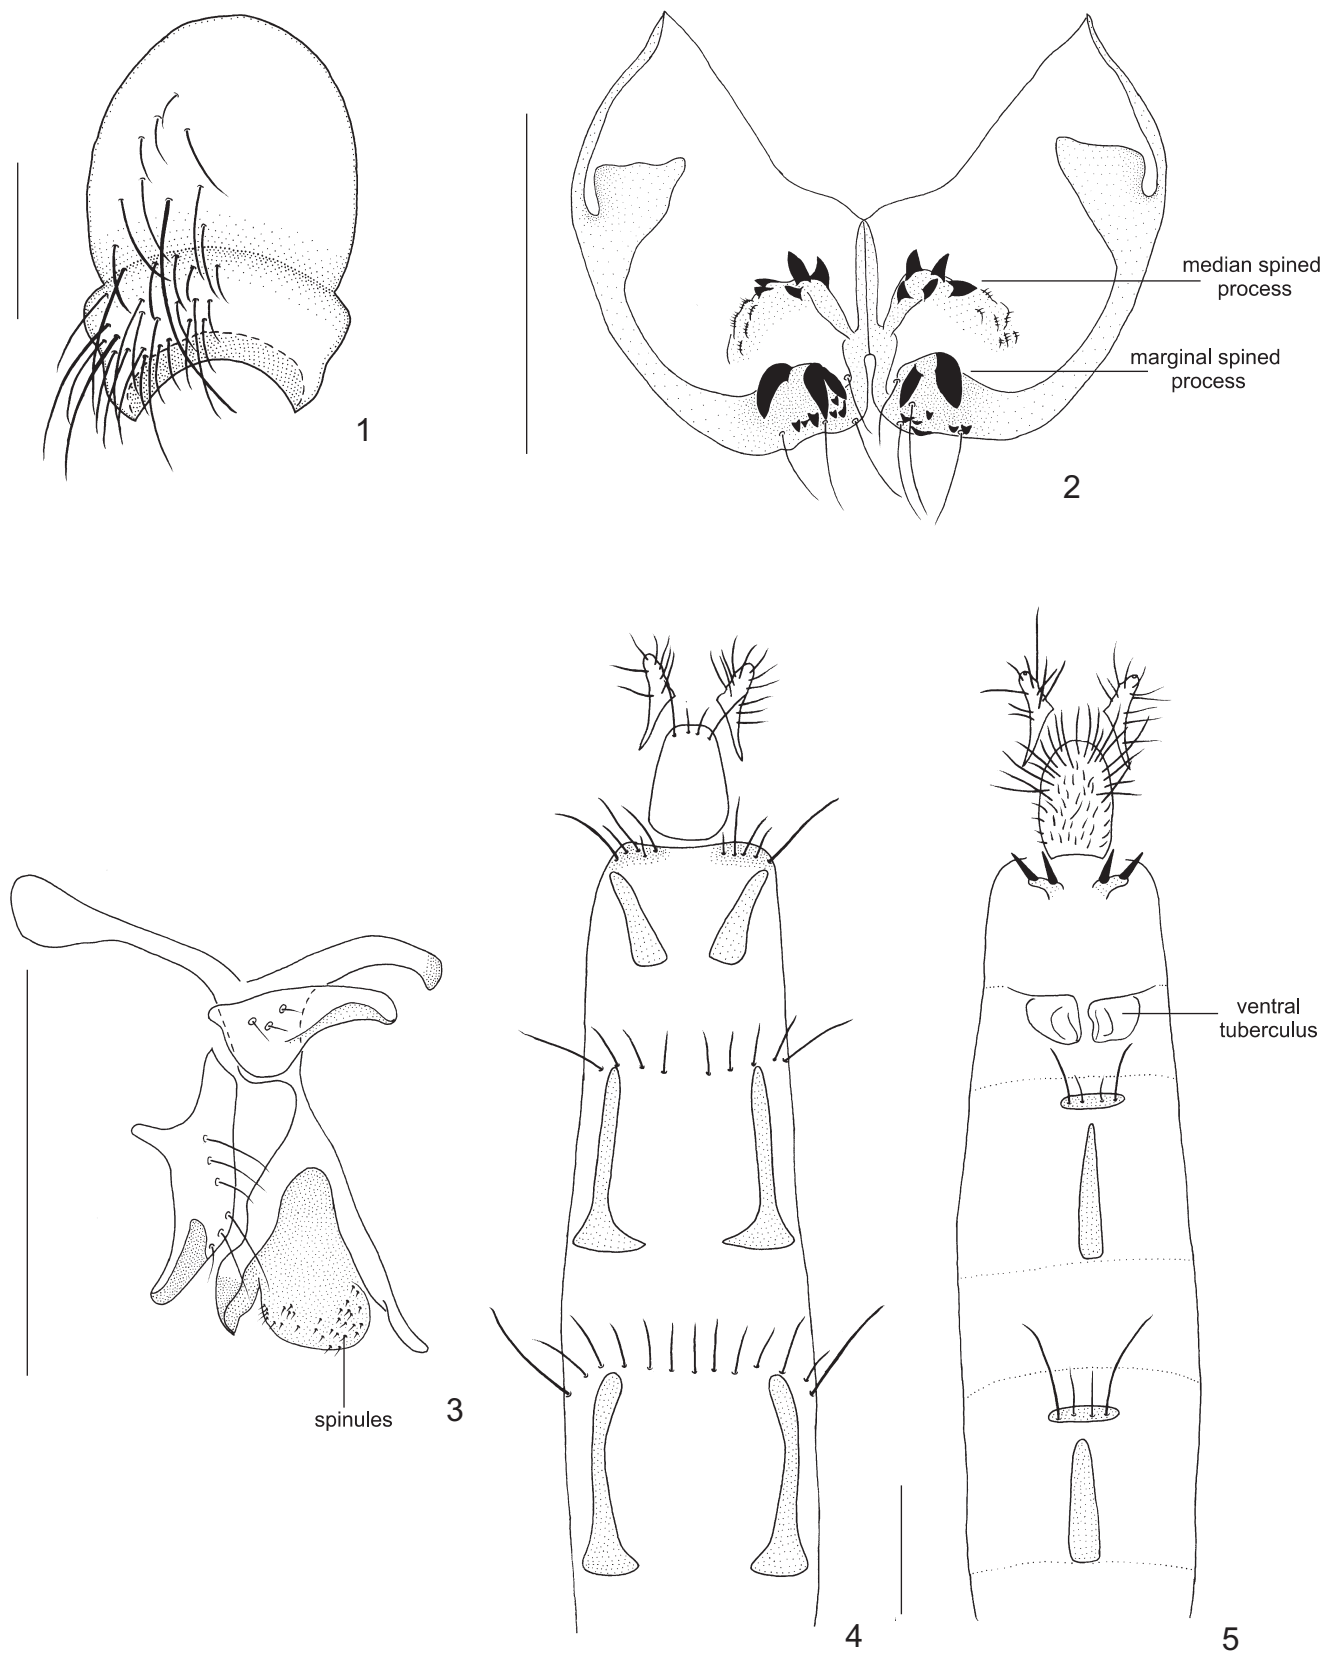 1
median spined
process
marginal spined
process
2
spinules
3
4
ventral
tuberculus
5